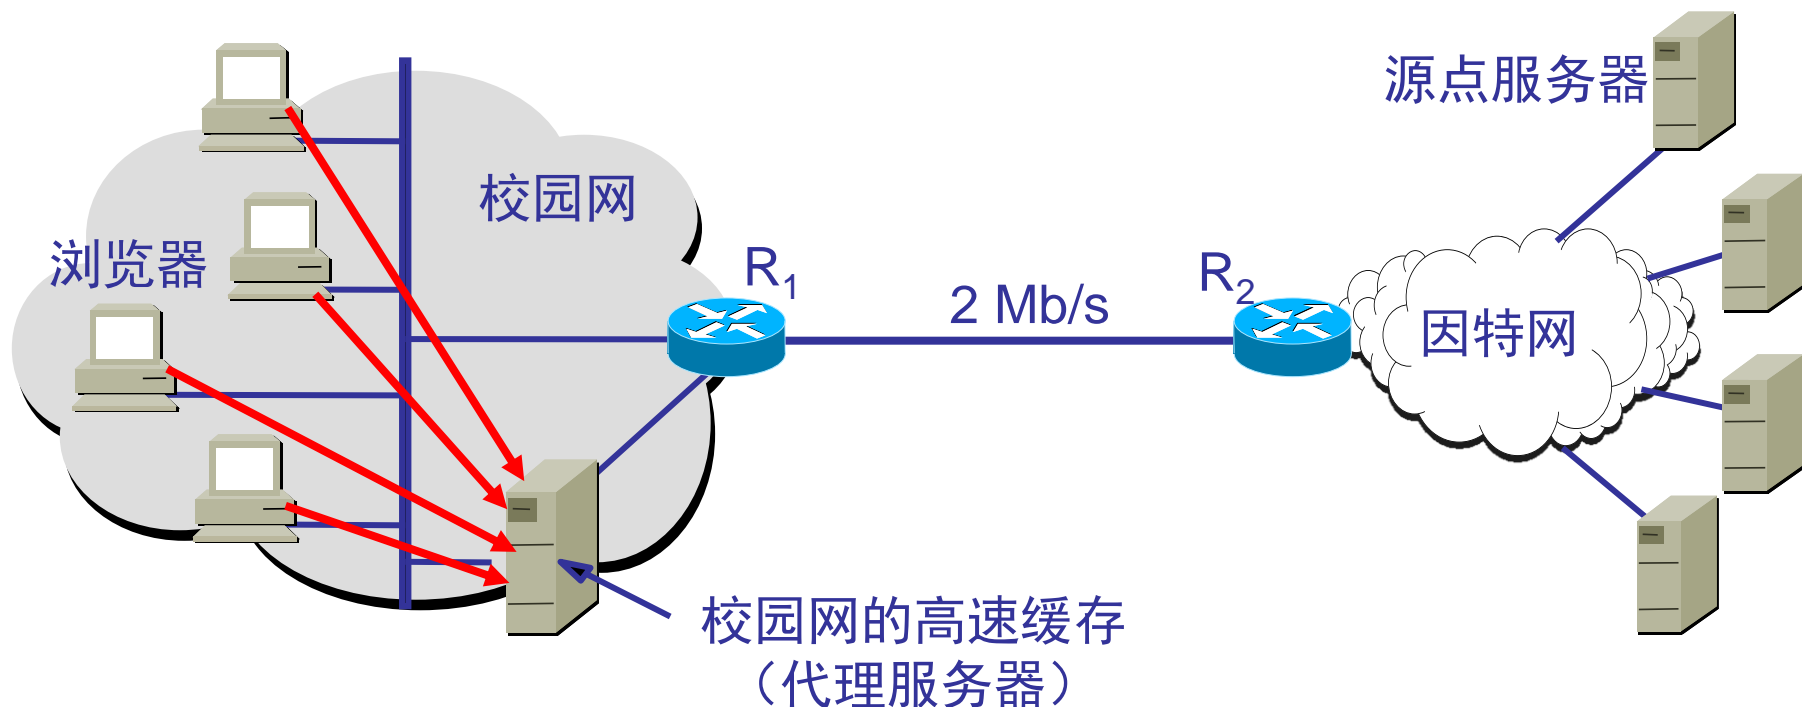 源点服务器
校园网
浏览器
R1
2 Mb/s
R2
因特网
校园网的高速缓存
（代理服务器）